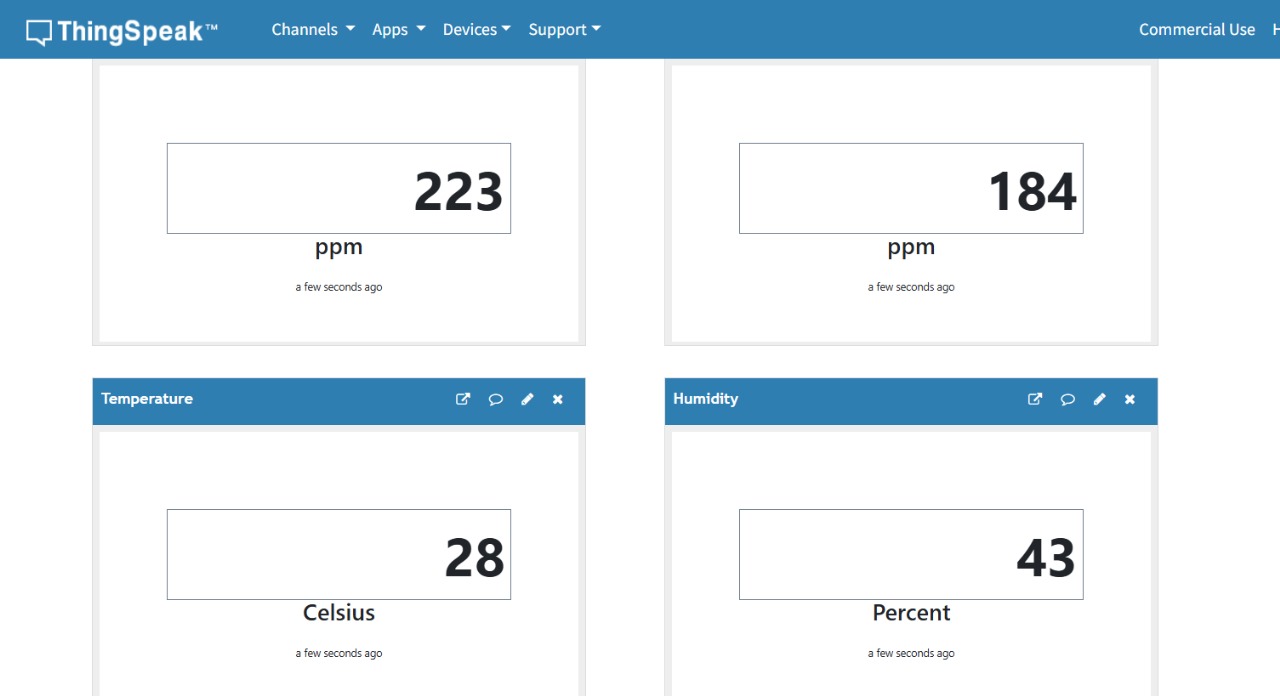 ThingSpeak™ Channels Apps Devices Support Commercial Use
223 184
ppm ppm
a few seconds ago a few seconds ago
Temperature Humidity
28 43
Celsius Percent
a few seconds ago a few seconds ago